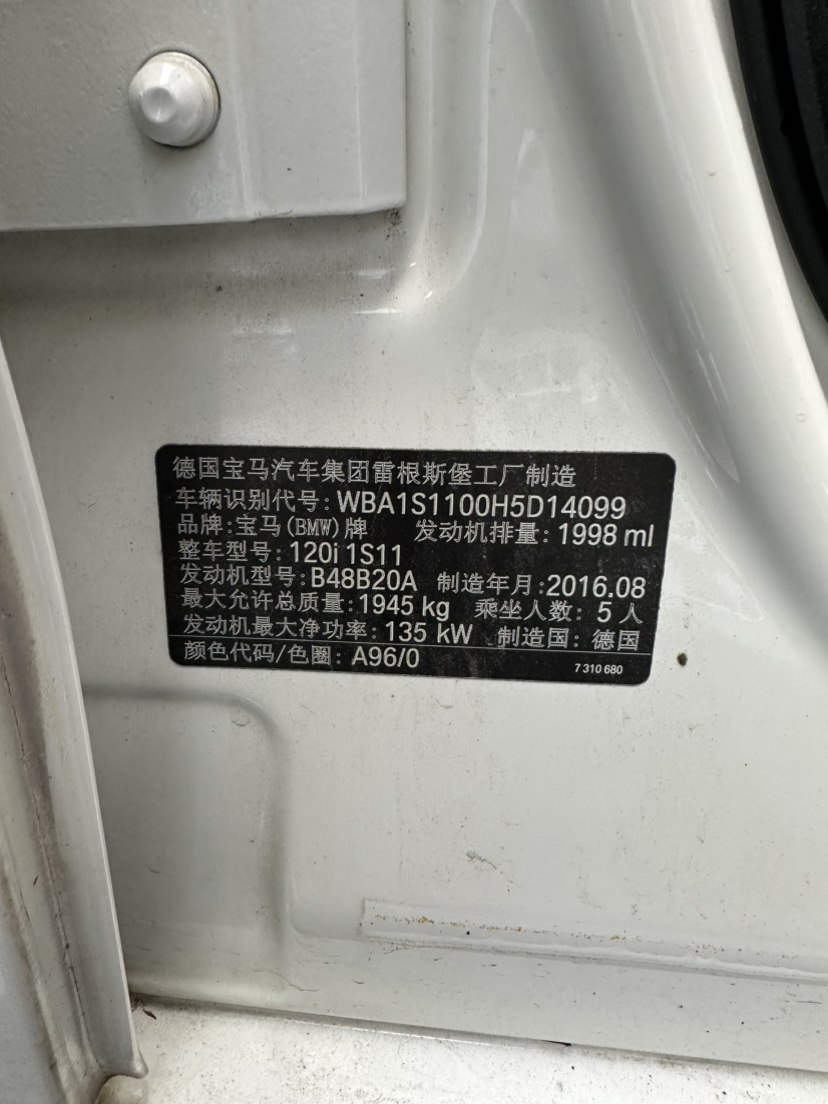 德国宝马汽车集团雷根斯堡工厂制造
车辆识别代号: WBA1S1100H5D14099
品牌:宝马(BMW)牌 发动机排量: 1998 ml
整车型号: 120i 1S11
发动机型号: B48B20A 制造年月: 2016.08
最大允许总质量: 1945 kg 乘坐人数: 5 人
发动机最大净功率: 135 kW 制造国: 德国
颜色代码/色圈: A96/0 7 310 680